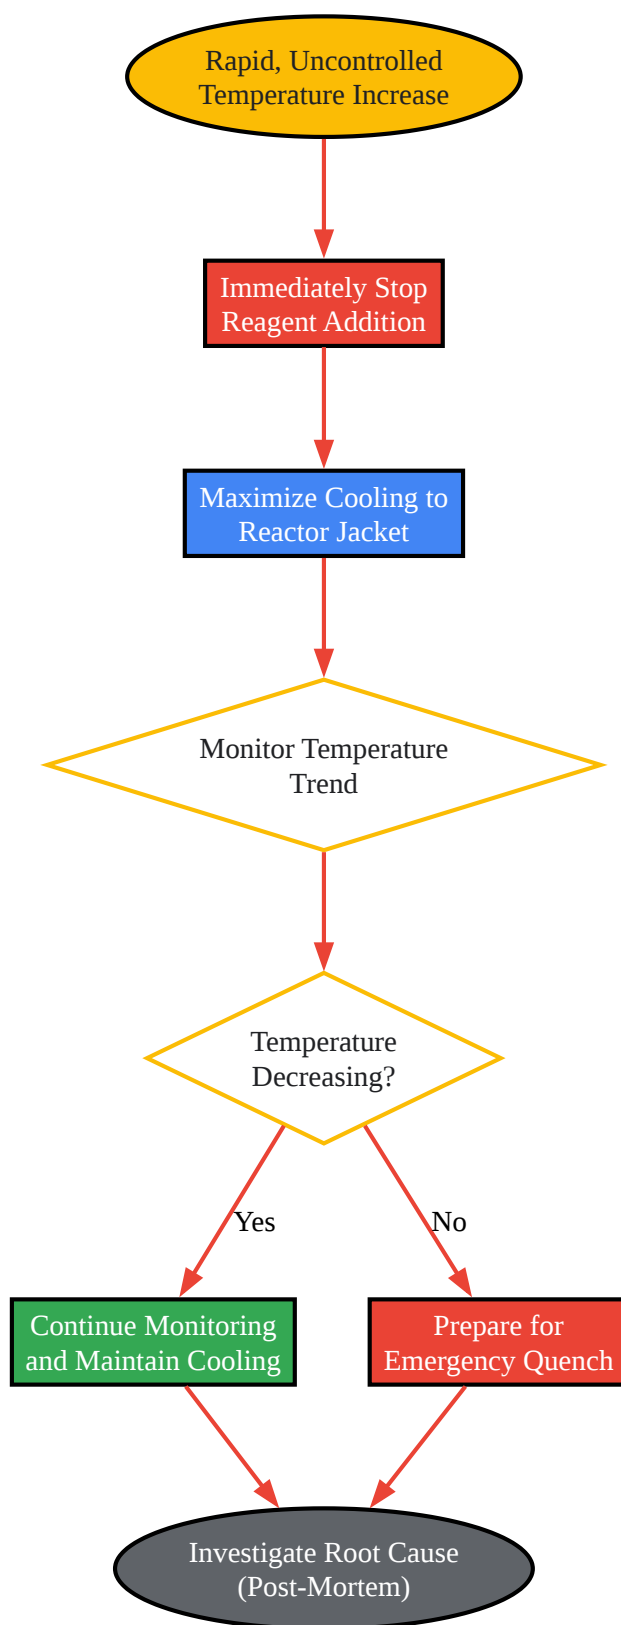 Rapid, Uncontrolled
Temperature Increase
Immediately Stop
Reagent Addition
Maximize Cooling to
Reactor Jacket
Monitor Temperature
Trend
Temperature
Decreasing?
Yes
No
Continue Monitoring
and Maintain Cooling
Prepare for
Emergency Quench
Investigate Root Cause
(Post-Mortem)